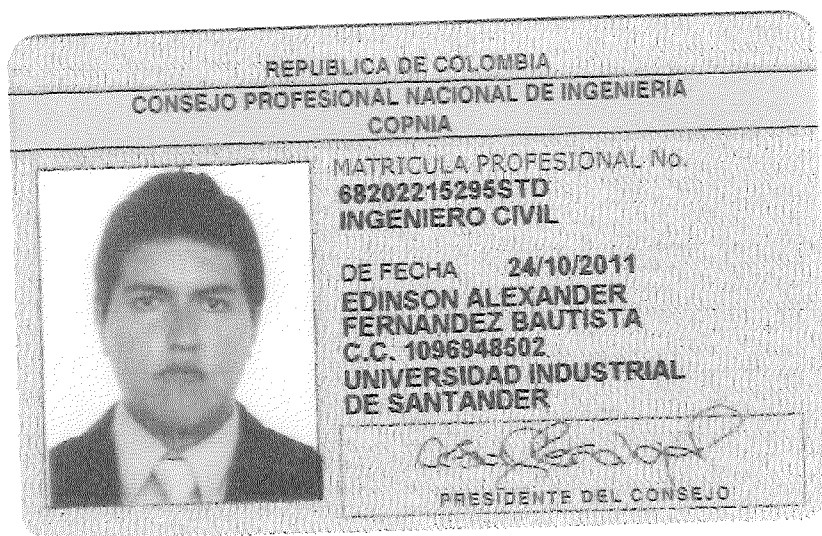 REPUBLICA DE COLOMBIA
CONSEJO PROFESIONAL NACIONAL DE INGENIERIA
COPNIA
MATRICULA PROFESIONAL No.
68202215295STD
INGENIERO CIVIL
DE FECHA 24/10/2011
EDINSON ALEXANDER
FERNANDEZ BAUTISTA
C.C. 1096948502
UNIVERSIDAD INDUSTRIAL
DE SANTANDER
PRESIDENTE DEL CONSEJO